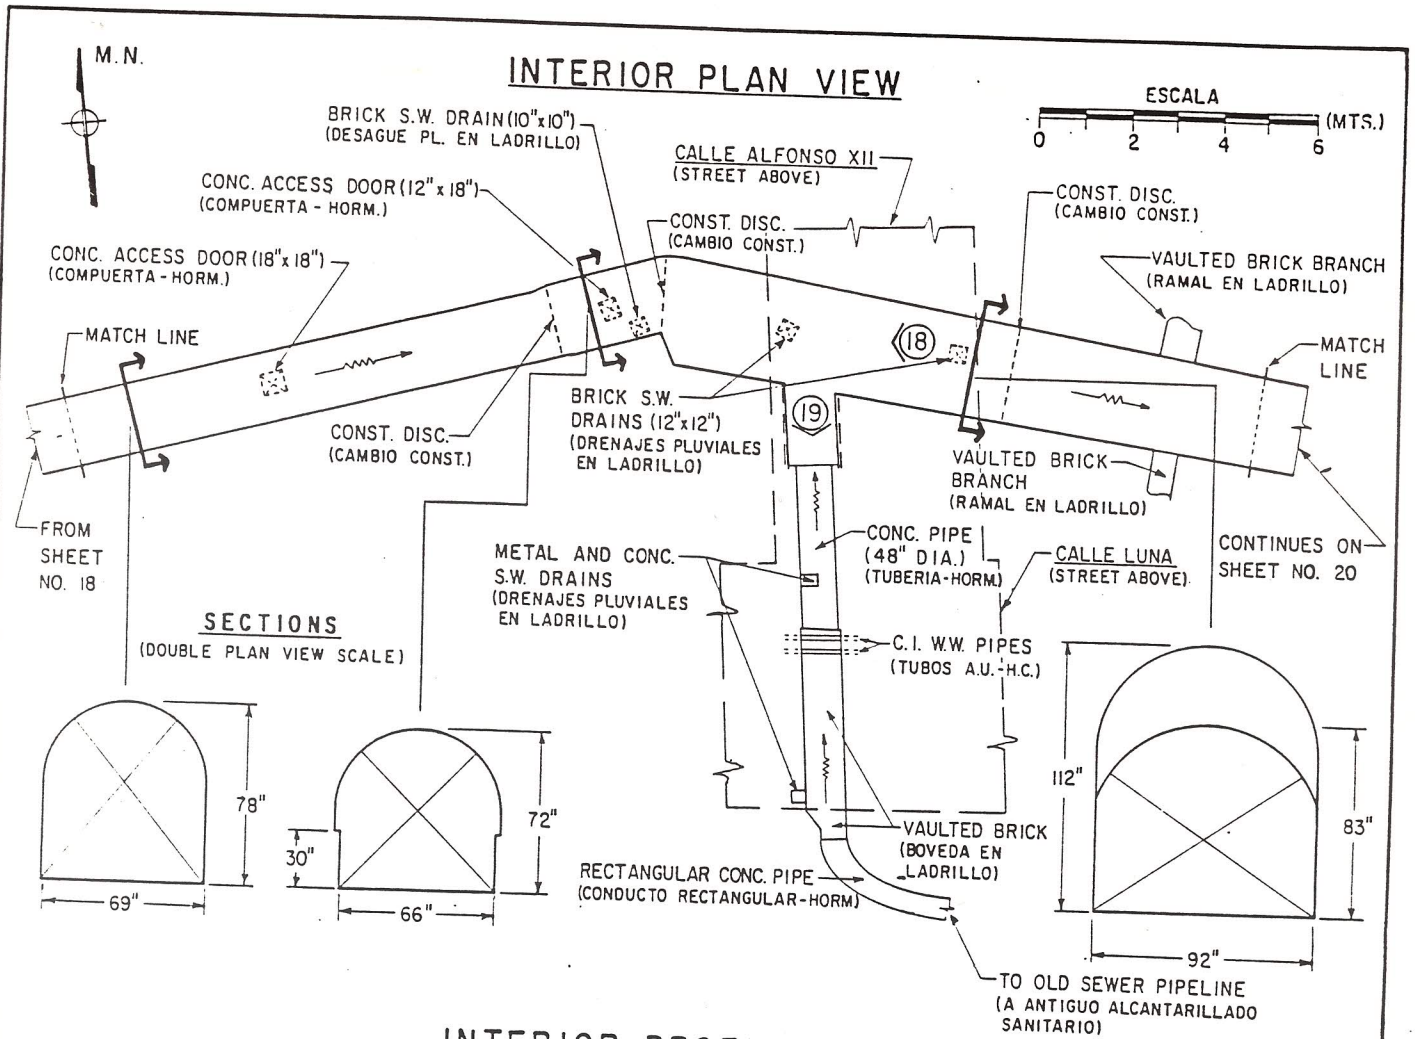 M.N.
INTERIOR PLAN VIEW
ESCALA
(MTS.)
0 2 4 6
BRICK S.W. DRAIN (10"x10")
(DESAGUE PL. EN LADRILLO)
CALLE ALFONSO XII
(STREET ABOVE)
CONC. ACCESS DOOR (12"x 18")
(COMPUERTA - HORM.)
CONST. DISC.
(CAMBIO CONST.)
CONST. DISC.
(CAMBIO CONST.)
CONC. ACCESS DOOR (18"x 18")
(COMPUERTA-HORM.)
VAULTED BRICK BRANCH
(RAMAL EN LADRILLO)
MATCH LINE
18
MATCH
LINE
19
BRICK S.W.
DRAINS (12"x12")
(DRENAJES PLUVIALES
EN LADRILLO)
CONST. DISC.
(CAMBIO CONST.)
VAULTED BRICK
BRANCH
(RAMAL EN LADRILLO)
FROM
SHEET
NO. 18
METAL AND CONC.
S.W. DRAINS
(DRENAJES PLUVIALES
EN LADRILLO)
CONC. PIPE
(48" DIA.)
(TUBERIA-HORM.)
CALLE LUNA
(STREET ABOVE)
CONTINUES ON
SHEET NO. 20
SECTIONS
(DOUBLE PLAN VIEW SCALE)
C.I. W.W. PIPES
(TUBOS A.U.-H.C.)
78"
69"
30"
72"
66"
112"
83"
92"
VAULTED BRICK
(BOVEDA EN
LADRILLO)
RECTANGULAR CONC. PIPE
(CONDUCTO RECTANGULAR-HORM)
TO OLD SEWER PIPELINE
(A ANTIGUO ALCANTARILLADO
SANITARIO)
INTERIOR